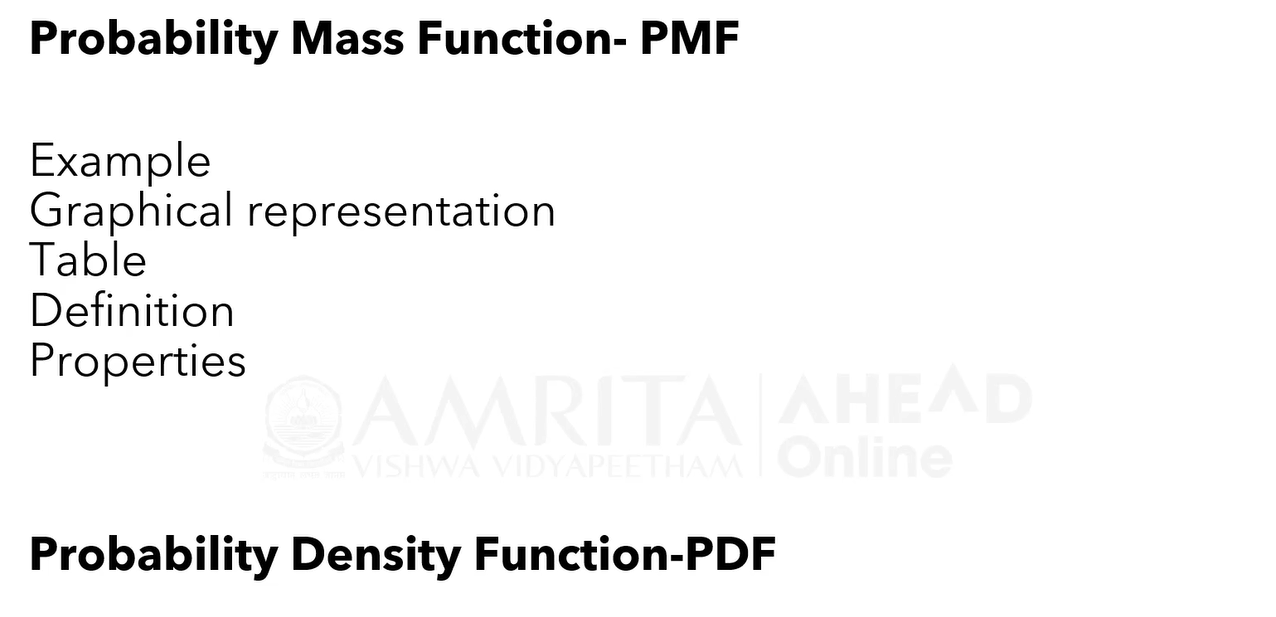 Probability Mass Function- PMF
Example
Graphical representation
Table
Definition
Properties
AMRITA
VISHWA VIDYAPEETHAM
AHEAD
Online
Probability Density Function-PDF